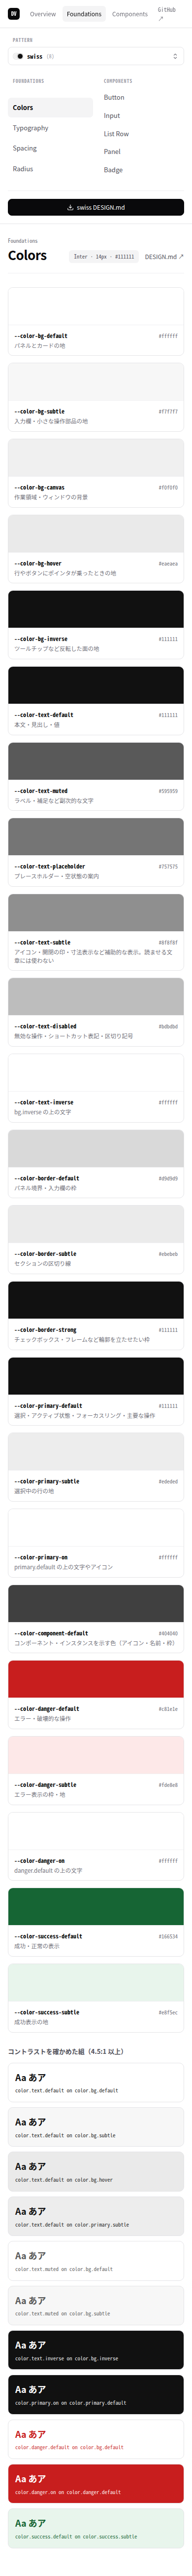 DV Overview Foundations Components GitHub ↗
PATTERN
swiss (R)
FOUNDATIONS
Colors
Typography
Spacing
Radius
COMPONENTS
Button
Input
List Row
Panel
Badge
swiss DESIGN.md
Foundations
Colors
Inter · 14px · #111111
DESIGN.md ↗
--color-bg-default #ffffff
パネルとカードの地
--color-bg-subtle #f7f7f7
入力欄・小さな操作部品の地
--color-bg-canvas #f0f0f0
作業領域・ウィンドウの背景
--color-bg-hover #eaeaea
行やボタンにポインタが乗ったときの地
--color-bg-inverse #111111
ツールチップなど反転した面の地
--color-text-default #111111
本文・見出し・値
--color-text-muted #595959
ラベル・補足など副次的な文字
--color-text-placeholder #757575
プレースホルダー・空状態の案内
--color-text-subtle #8f8f8f
アイコン・開閉の印・寸法表示など補助的な表示。読ませる文
章には使わない
--color-text-disabled #bdbdbd
無効な操作・ショートカット表記・区切り記号
--color-text-inverse #ffffff
bg.inverse の上の文字
--color-border-default #d9d9d9
パネル境界・入力欄の枠
--color-border-subtle #ebebeb
セクションの区切り線
--color-border-strong #111111
チェックボックス・フレームなど輪郭を立たせたい枠
--color-primary-default #111111
選択・アクティブ状態・フォーカスリング・主要な操作
--color-primary-subtle #ededed
選択中の行の地
--color-primary-on #ffffff
primary.default の上の文字やアイコン
--color-component-default #404040
コンポーネント・インスタンスを示す色（アイコン・名前・枠）
--color-danger-default #c81e1e
エラー・破壊的な操作
--color-danger-subtle #fde8e8
エラー表示の枠・地
--color-danger-on #ffffff
danger.default の上の文字
--color-success-default #166534
成功・正常の表示
--color-success-subtle #e8f5ec
成功表示の地
コントラストを確かめた組（4.5:1 以上）
Aa あア
color.text.default on color.bg.default
Aa あア
color.text.default on color.bg.subtle
Aa あア
color.text.default on color.bg.hover
Aa あア
color.text.default on color.primary.subtle
Aa あア
color.text.muted on color.bg.default
Aa あア
color.text.muted on color.bg.subtle
Aa あア
color.text.inverse on color.bg.inverse
Aa あア
color.primary.on on color.primary.default
Aa あア
color.danger.default on color.bg.default
Aa あア
color.danger.on on color.danger.default
Aa あア
color.success.default on color.success.subtle